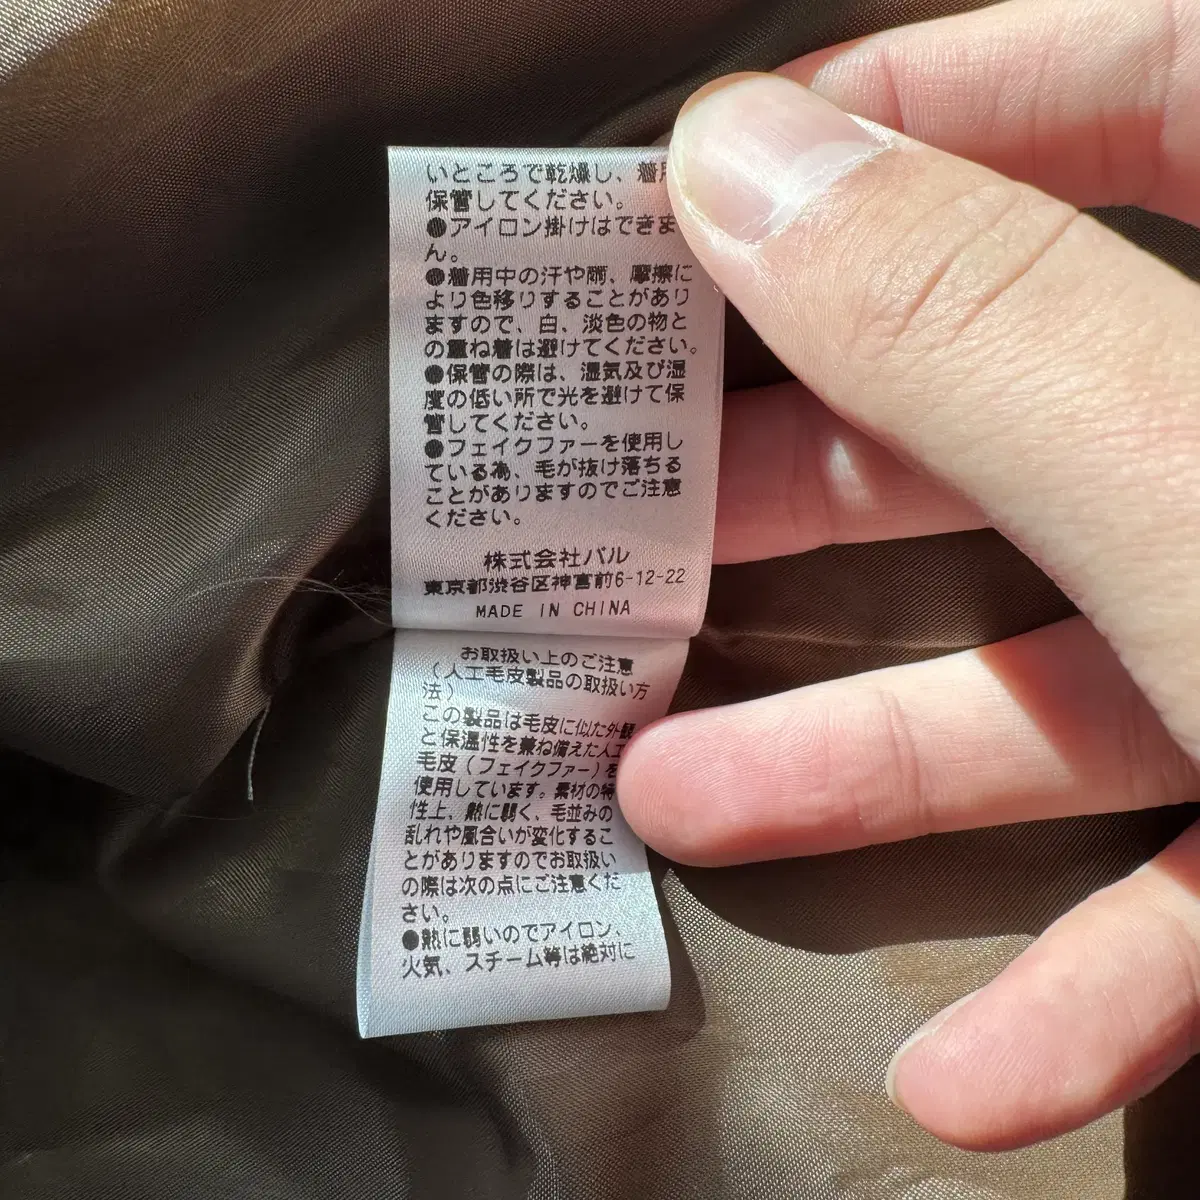 いところで乾燥し、着用
保管してください。
●アイロン掛けはできま
ん。
●着用中の汗や雨、摩擦に
より色移りすることがあり
ますので、白、淡色の物と
の重ね着は避けてください。
●保管の際は、湿気及び湿
度の低い所で光を避けて保
管してください。
●フェイクファーを使用し
ている為、毛が抜け落ちる
ことがありますのでご注意
ください。
株式会社パル
東京都渋谷区神宮前6-12-22
MADE IN CHINA
お取扱い上のご注意
（人工毛皮製品の取扱い方
法）
この製品は毛皮に似た外観
と保温性を兼ね備えた人工
毛皮（フェイクファー）を
使用しています。素材の特
性上、熱に弱く、毛並みの
乱れや風合いが変化するこ
とがありますのでお取扱い
の際は次の点にご注意くだ
さい。
●熱に弱いのでアイロン、
火気、スチーム等は絶対に